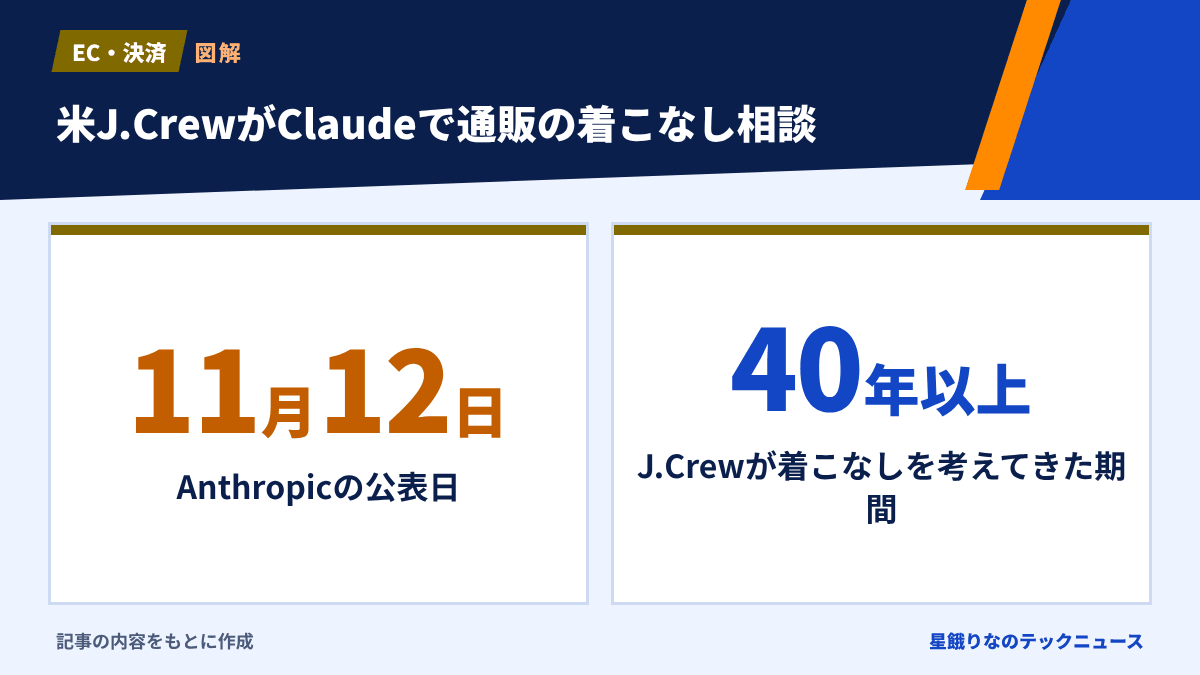 EC・決済 図解
米J.CrewがClaudeで通販の着こなし相談
11月12日
Anthropicの公表日
40年以上
J.Crewが着こなしを考えてきた期
間
記事の内容をもとに作成
星餓りなのテックニュース